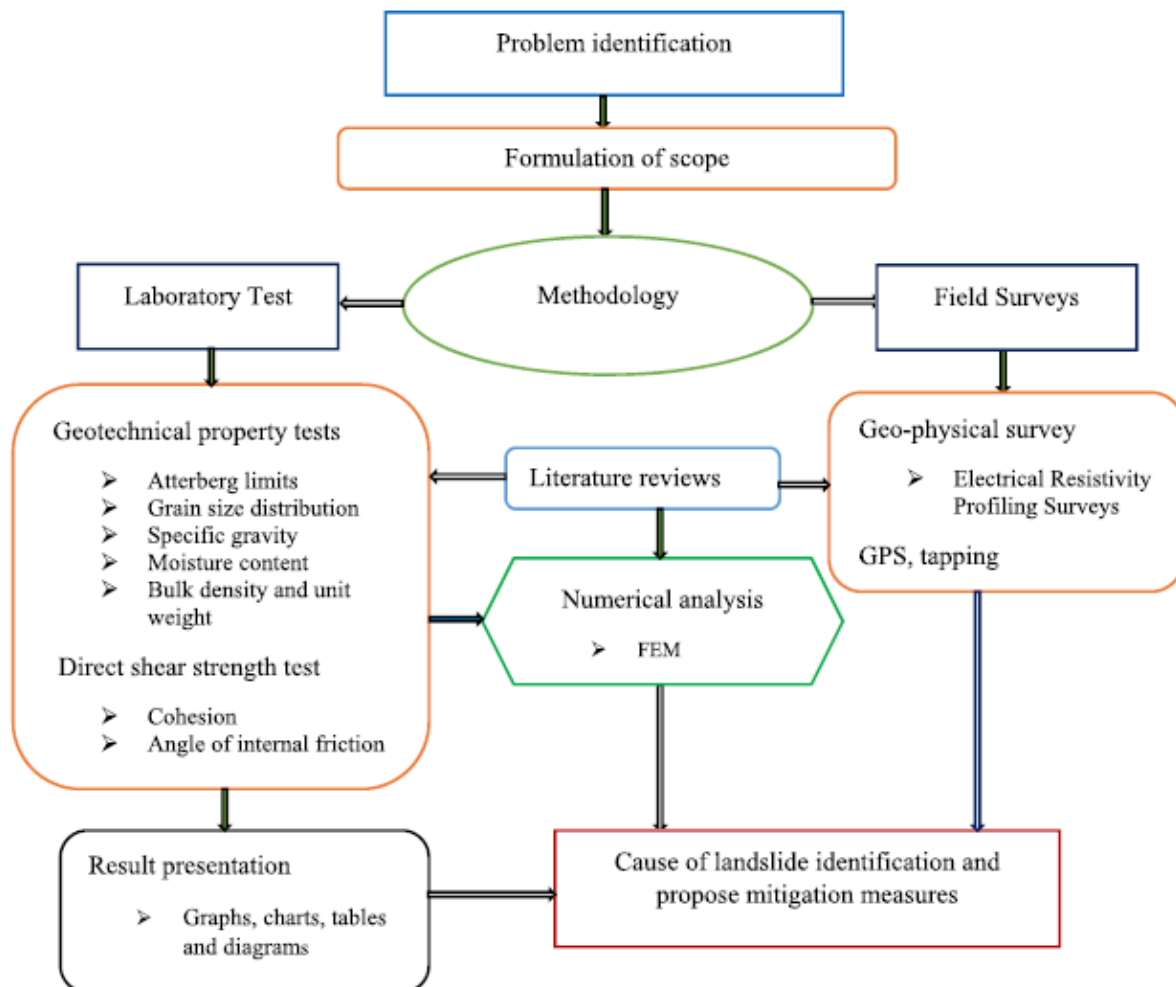 Problem identification
Formulation of scope
Methodology
Laboratory Test
Field Surveys
Geotechnical property tests
➢ Atterberg limits
➢ Grain size distribution
➢ Specific gravity
➢ Moisture content
➢ Bulk density and unit
weight
Direct shear strength test
➢ Cohesion
➢ Angle of internal friction
Literature reviews
Geo-physical survey
➢ Electrical Resistivity
Profiling Surveys
GPS, tapping
Numerical analysis
➢ FEM
Result presentation
➢ Graphs, charts, tables
and diagrams
Cause of landslide identification and
propose mitigation measures